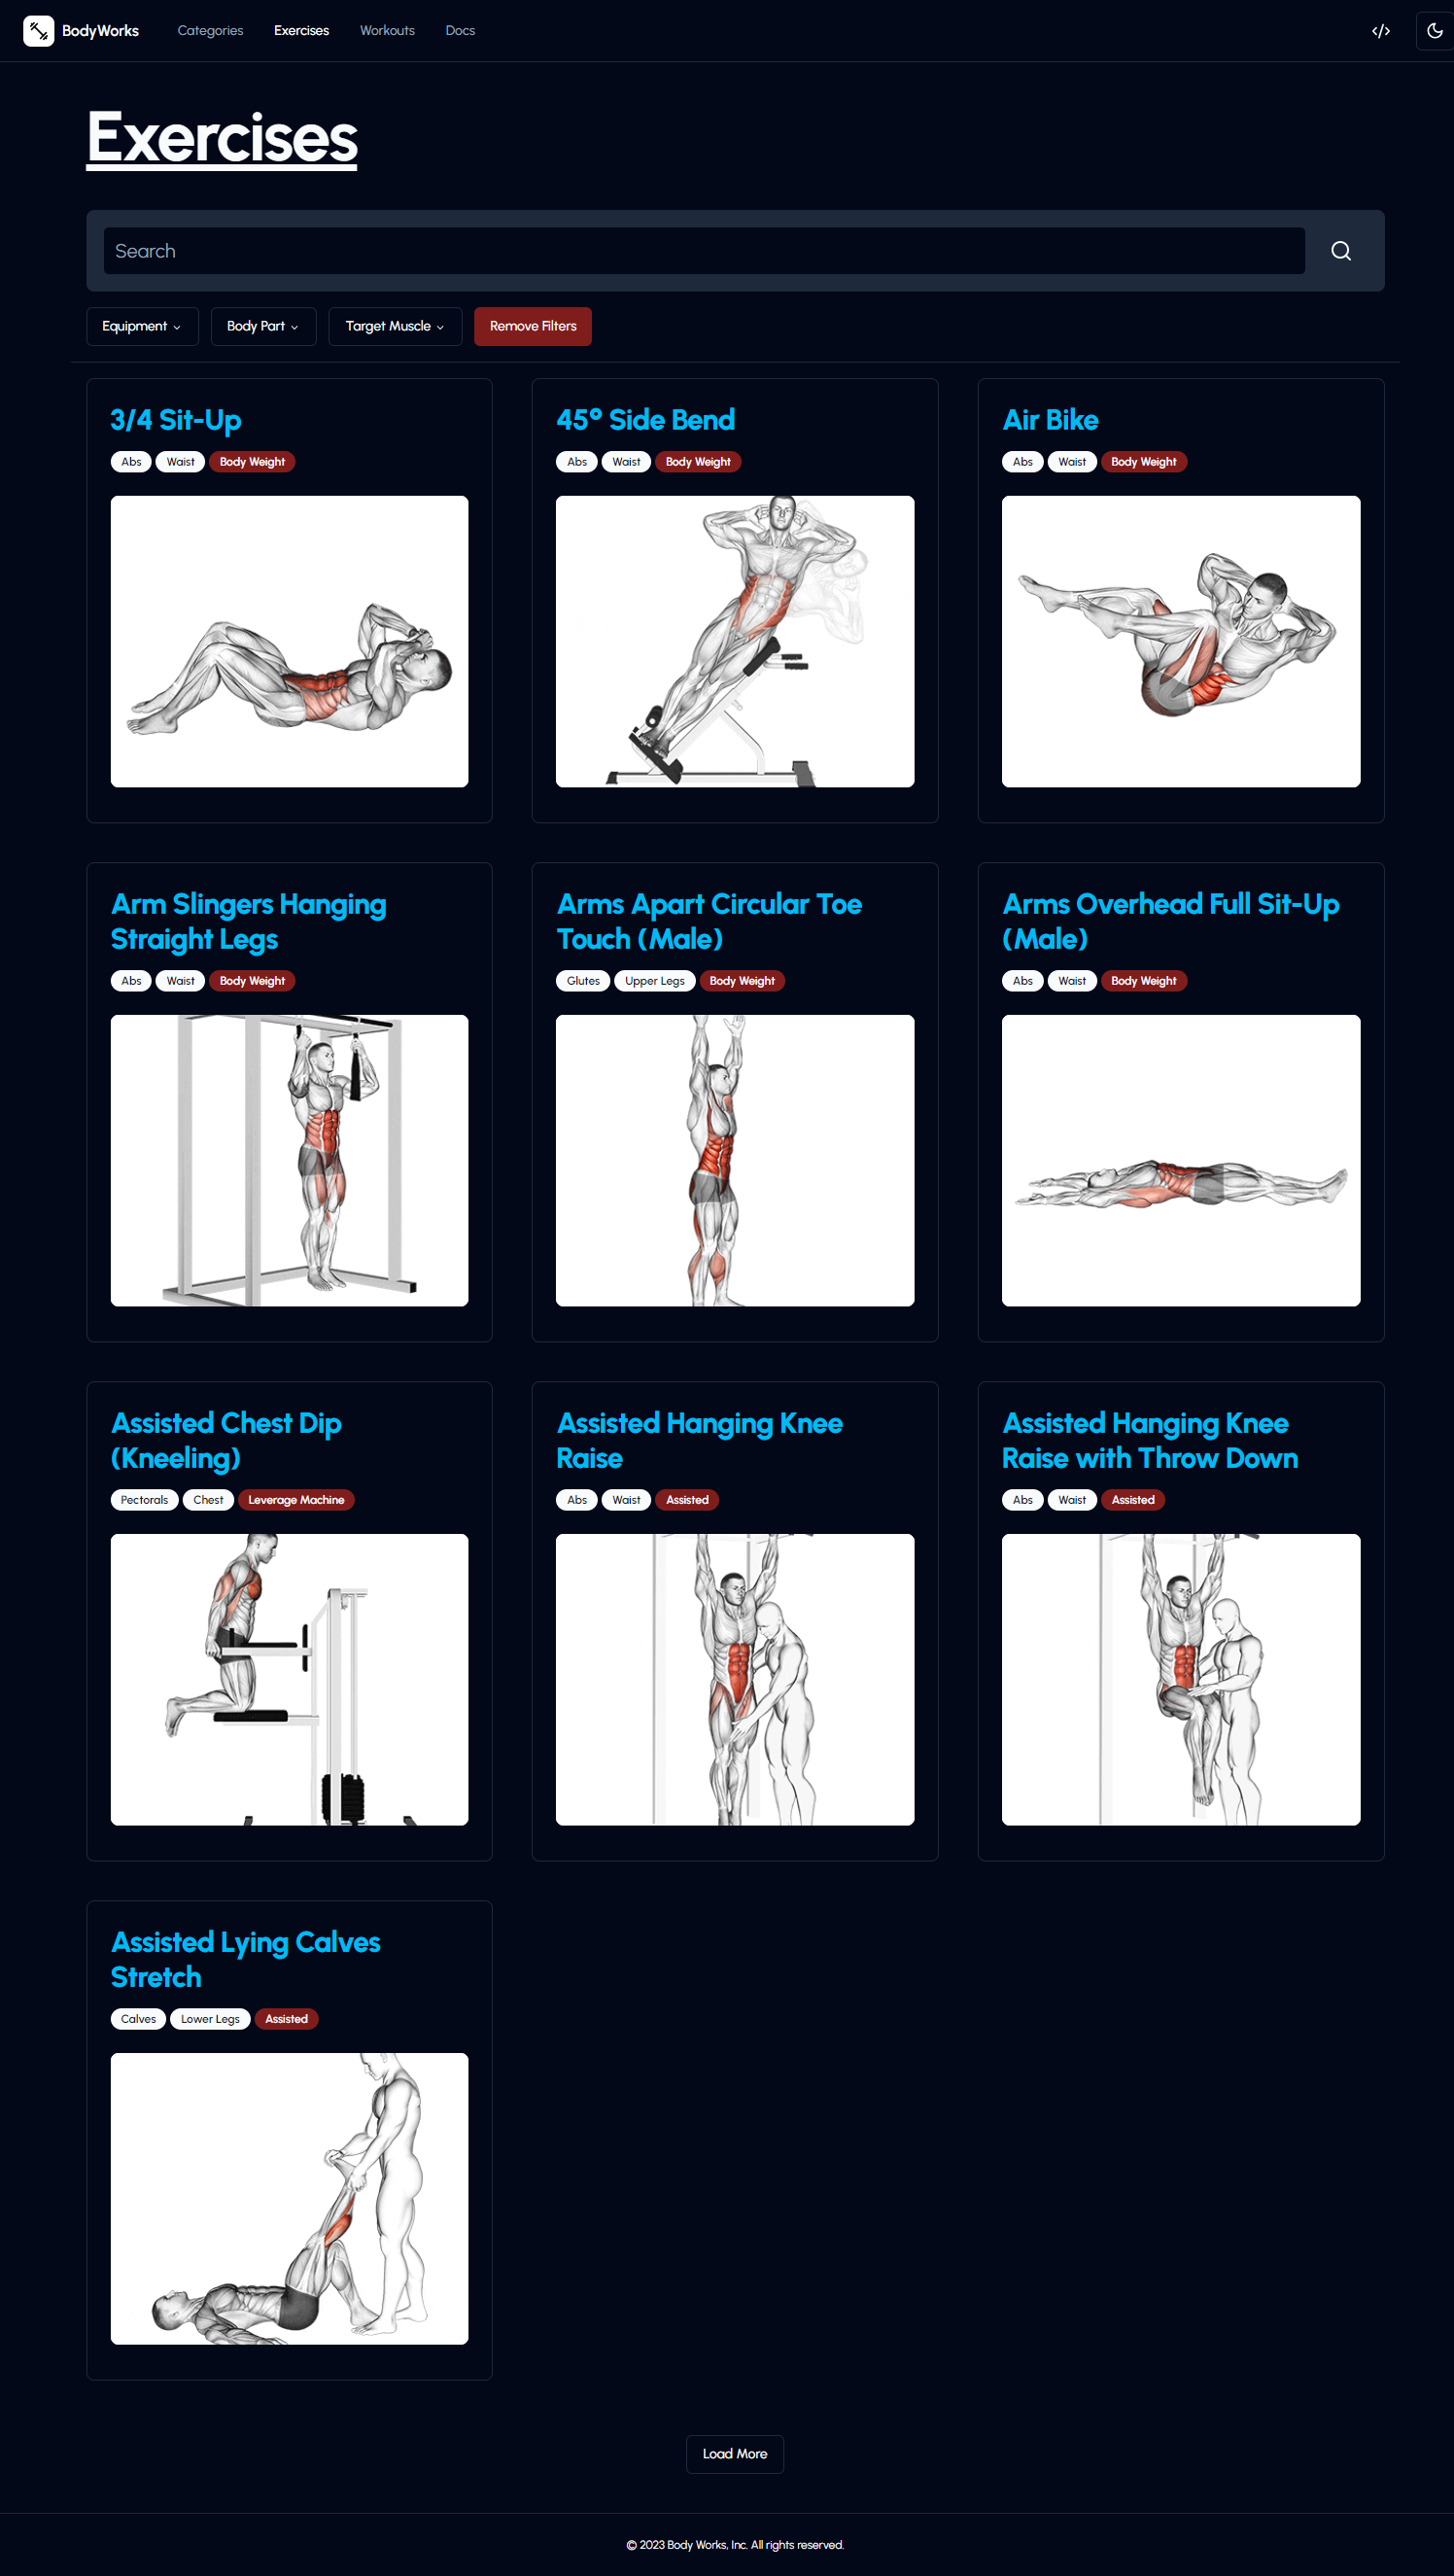 BodyWorks Categories Exercises Workouts Docs
Exercises
Search
Equipment Body Part Target Muscle Remove Filters
3/4 Sit-Up
Abs Waist Body Weight
45° Side Bend
Abs Waist Body Weight
Air Bike
Abs Waist Body Weight
Arm Slingers Hanging
Straight Legs
Abs Waist Body Weight
Arms Apart Circular Toe
Touch (Male)
Glutes Upper Legs Body Weight
Arms Overhead Full Sit-Up
(Male)
Abs Waist Body Weight
Assisted Chest Dip
(Kneeling)
Pectorals Chest Leverage Machine
Assisted Hanging Knee
Raise
Abs Waist Assisted
Assisted Hanging Knee
Raise with Throw Down
Abs Waist Assisted
Assisted Lying Calves
Stretch
Calves Lower Legs Assisted
Load More
© 2023 Body Works, Inc. All rights reserved.